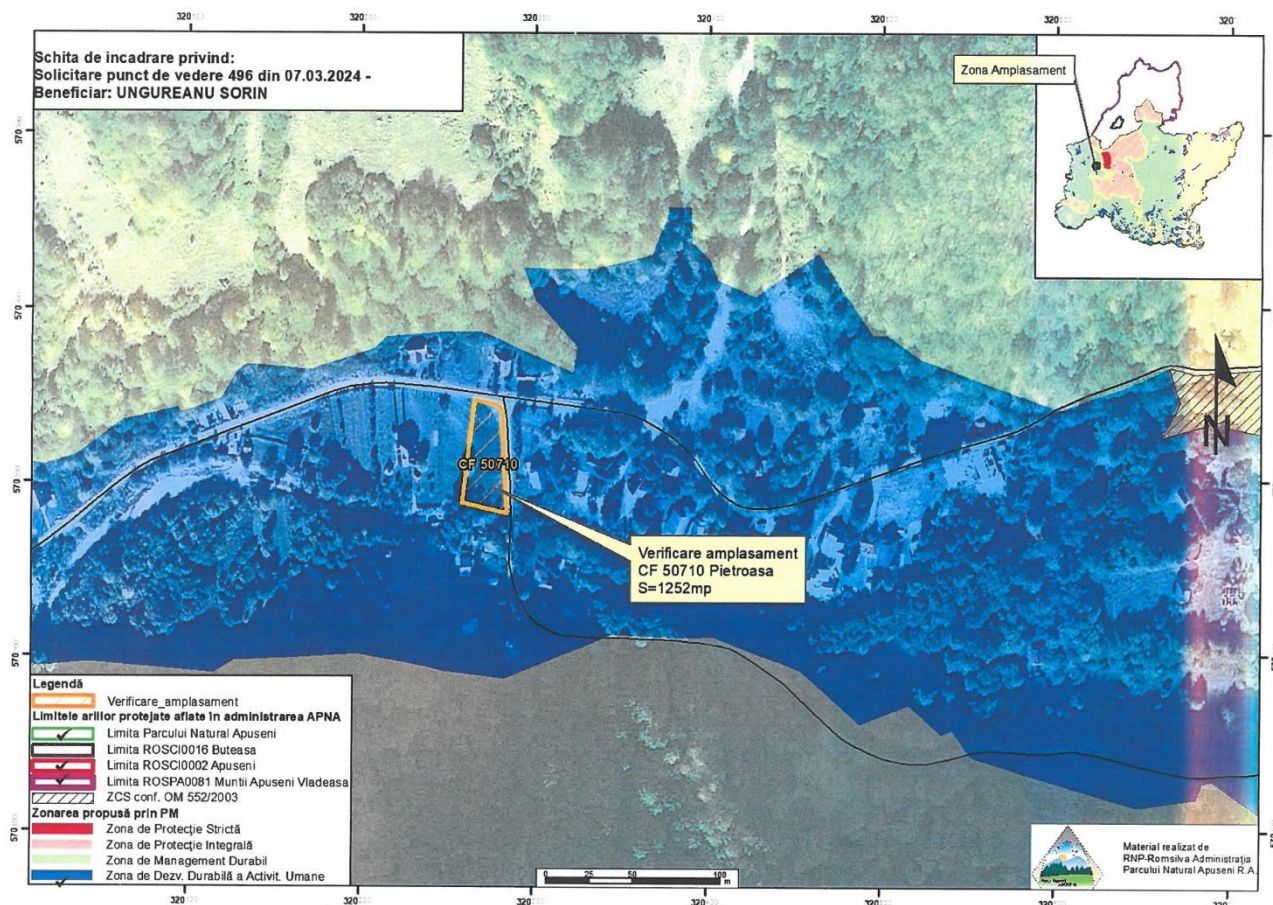 Schita de incadrare privind:
Solicitare punct de vedere 496 din 07.03.2024 -
Beneficiar: UNGUREANU SORIN
Zona Amplasament
CF 50710
Verificare amplasament
CF 50710 Pietroasa
S=1252mp
N
Legendă
Verificare_amplasament
Limitele ariilor protejate aflate în administrarea APNA
Limita Parcului Natural Apuseni
Limita ROSCI0016 Buteasa
Limita ROSCI0002 Apuseni
Limita ROSPA0081 Muntii Apuseni Vladeasa
ZCS conf. OM 552/2003
Zonarea propusă prin PM
Zona de Protecție Strictă
Zona de Protecție Integrală
Zona de Management Durabil
Zona de Dezv. Durabilă a Activit. Umane
0 25 50 100
m
Material realizat de
RNP-Romsilva Administrația
Parcului Natural Apuseni R.A.